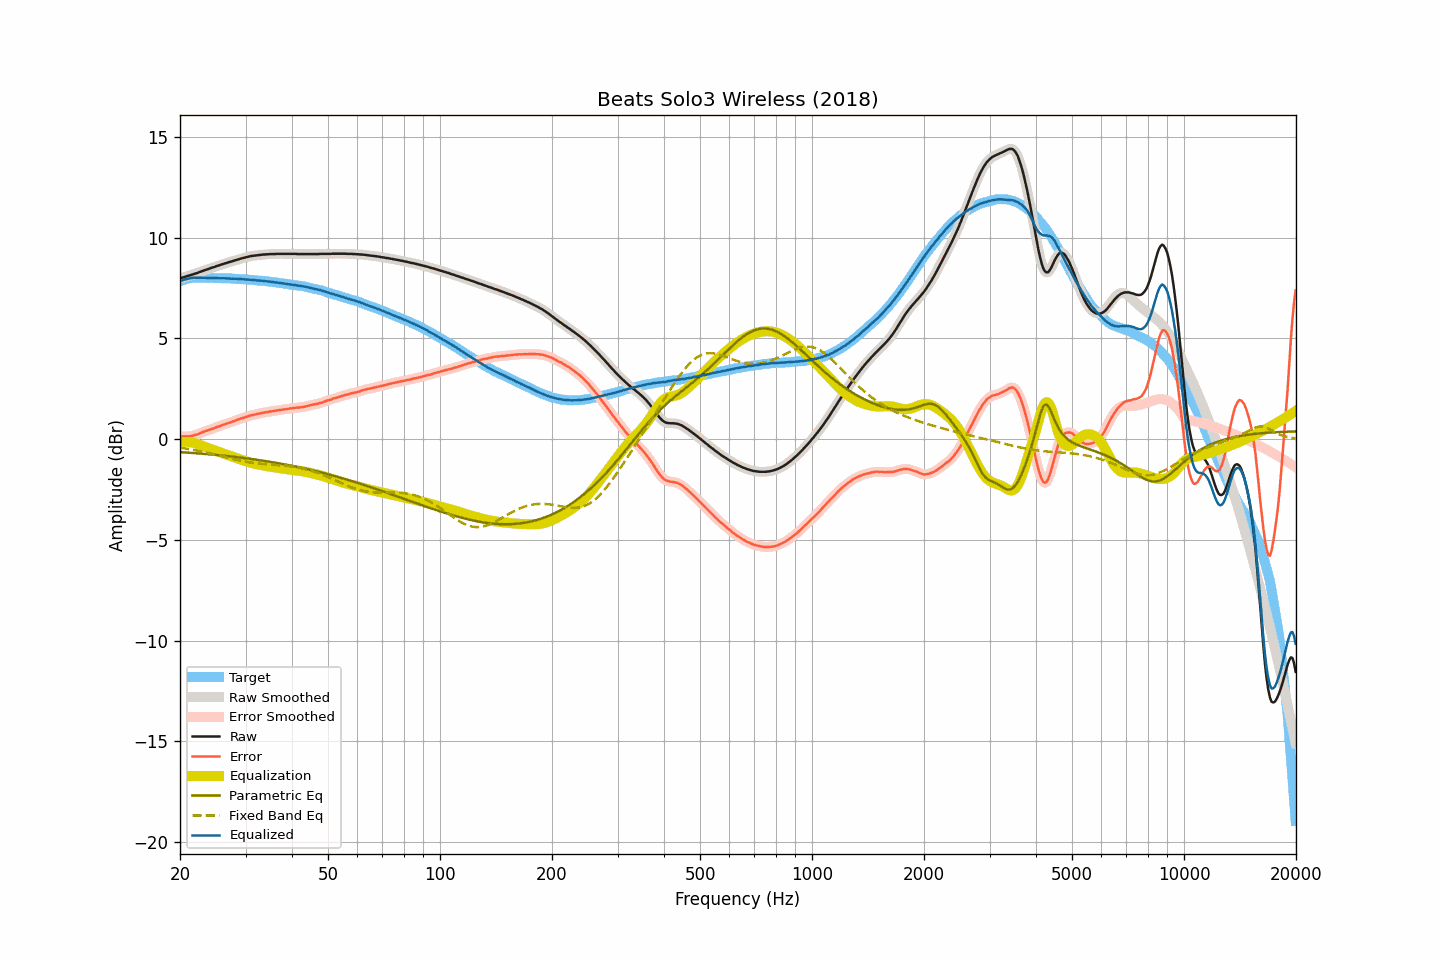 Beats Solo3 Wireless (2018)
15
10
5
0
−5
−10
−15
−20
Amplitude (dBr)
Target
Raw Smoothed
Error Smoothed
Raw
Error
Equalization
Parametric Eq
Fixed Band Eq
Equalized
20 50 100 200 500 1000 2000 5000 10000 20000
Frequency (Hz)